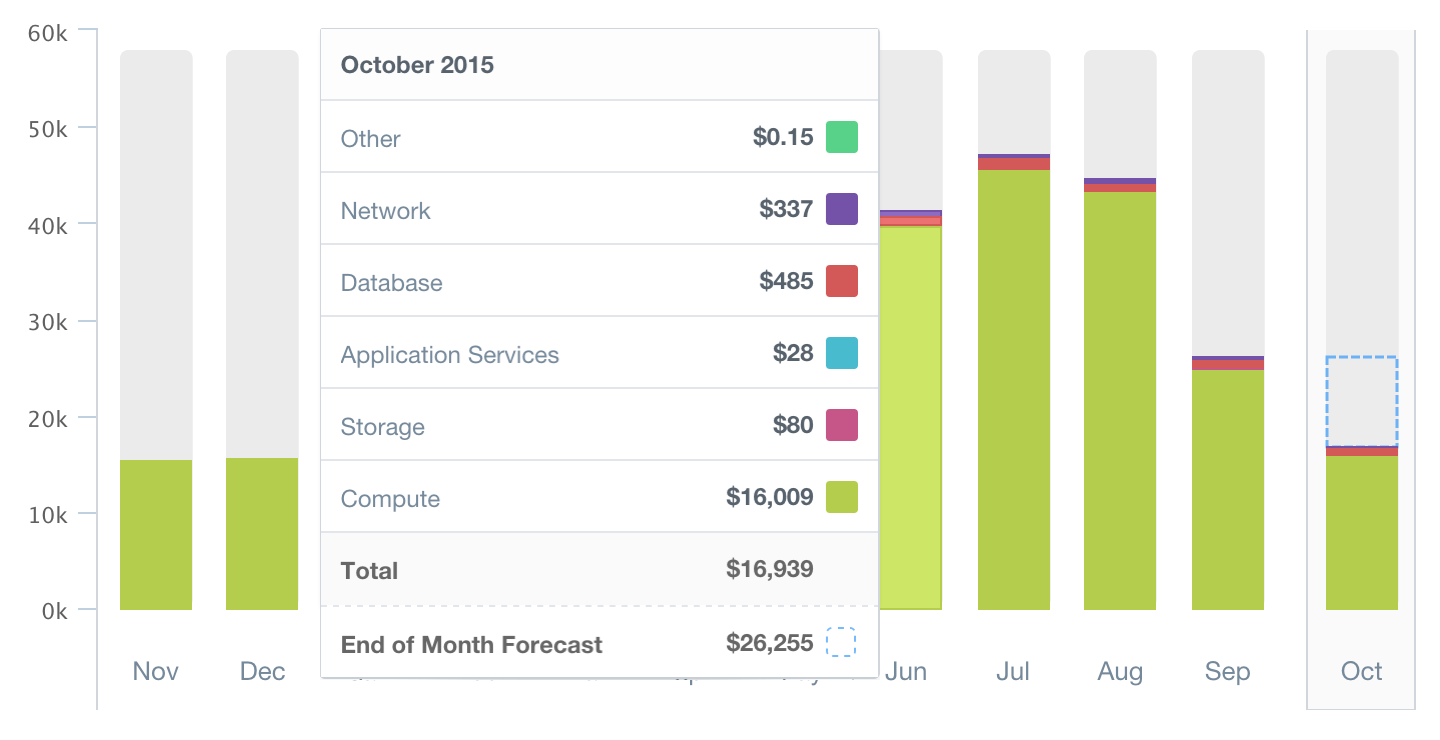 60k
50k
40k
30k
20k
10k
0k
October 2015
Other $0.15
Network $337
Database $485
Application Services $28
Storage $80
Compute $16,009
Total $16,939
End of Month Forecast $26,255
Nov Dec Jun Jul Aug Sep Oct